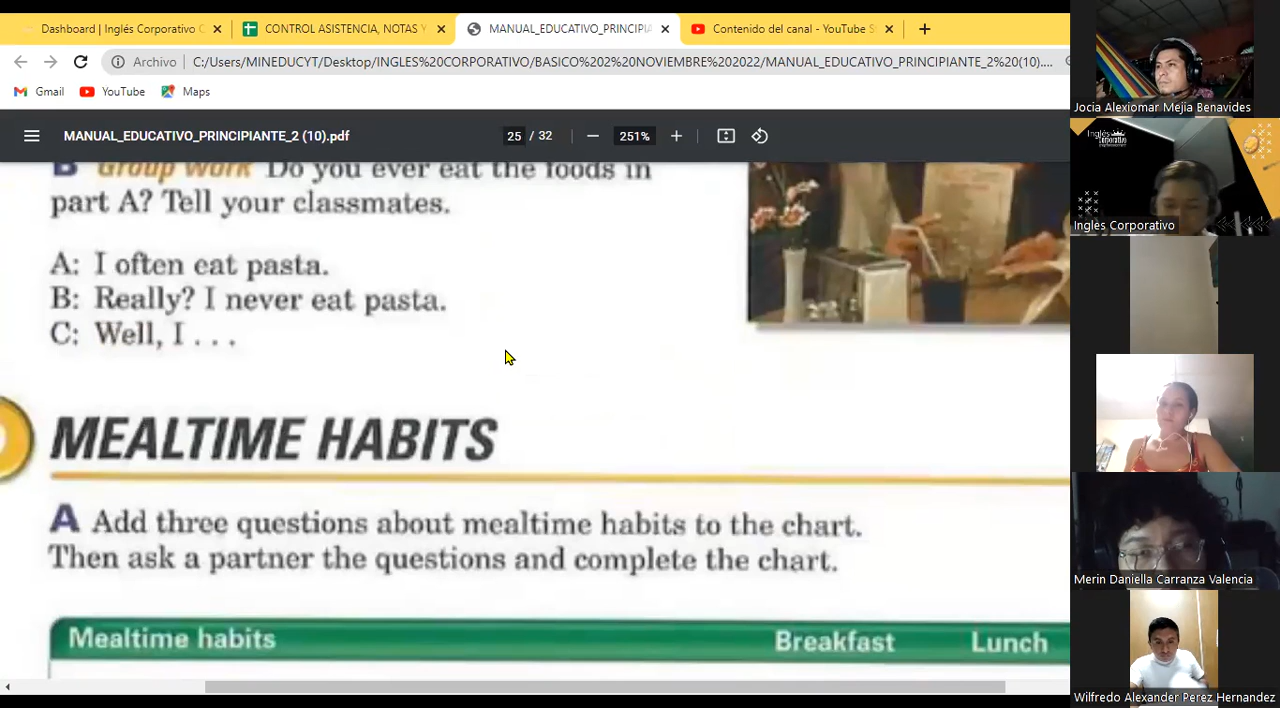 Dashboard | Inglés Corporativo C
CONTROL ASISTENCIA, NOTAS Y
MANUAL_EDUCATIVO_PRINCIPIA
Contenido del canal - YouTube S
Archivo
C:/Users/MINEDUCYT/Desktop/INGLES%20CORPORATIVO/BASICO%202%20NOVIEMBRE%202022/MANUAL_EDUCATIVO_PRINCIPIANTE_2%20(10)....
Gmail
YouTube
Maps
MANUAL_EDUCATIVO_PRINCIPIANTE_2 (10).pdf
25 / 32
251%
B Group work Do you ever eat the foods in
part A? Tell your classmates.
A: I often eat pasta.
B: Really? I never eat pasta.
C: Well, I . . .
MEALTIME HABITS
A Add three questions about mealtime habits to the chart.
Then ask a partner the questions and complete the chart.
Mealtime habits Breakfast Lunch
Jocia Alexiomar Mejia Benavides
Inglés
Corporativo
Ingles Corporativo
Merin Daniella Carranza Valencia
Wilfredo Alexander Perez Hernandez